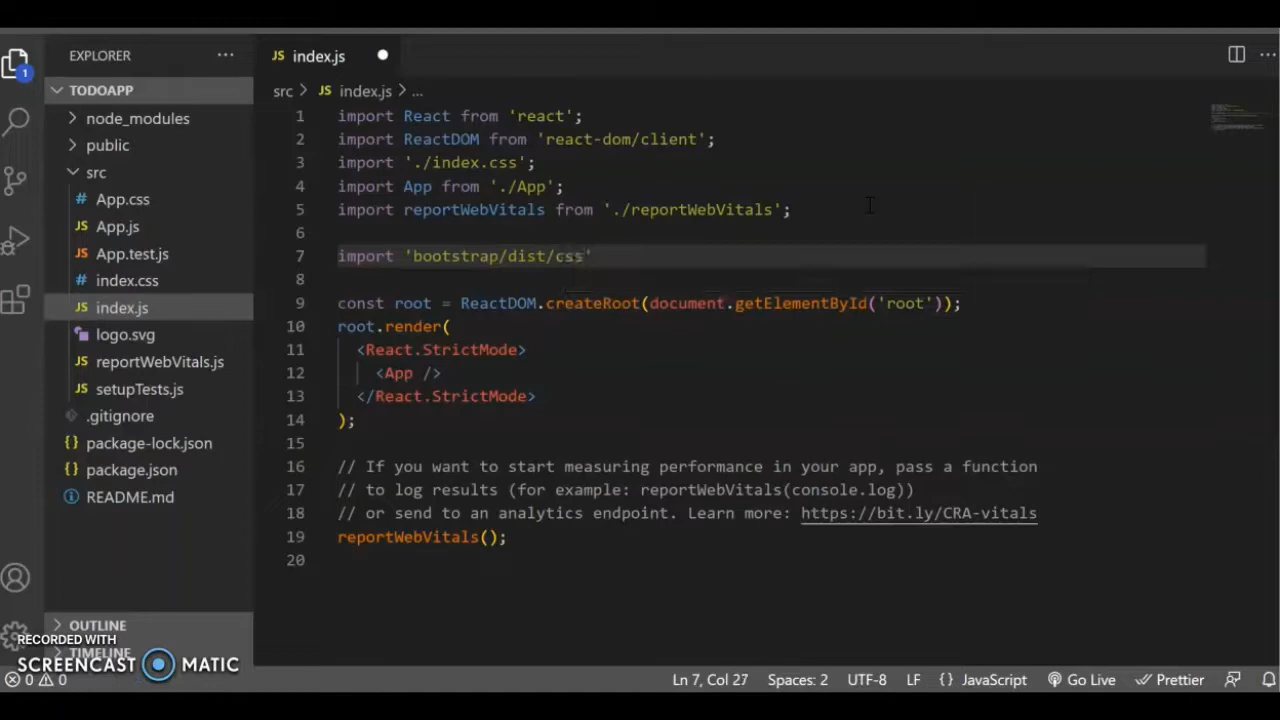 EXPLORER
TODOAPP
node_modules
public
src
App.css
App.js
App.test.js
index.css
index.js
logo.svg
reportWebVitals.js
setupTests.js
.gitignore
package-lock.json
package.json
README.md
OUTLINE
TIMELINE
1
JS index.js
src > JS index.js > ...
1 import React from 'react';
2 import ReactDOM from 'react-dom/client';
3 import './index.css';
4 import App from './App';
5 import reportWebVitals from './reportWebVitals';
6
7 import 'bootstrap/dist/css'
8
9 const root = ReactDOM.createRoot(document.getElementById('root'));
10 root.render(
11 <React.StrictMode>
12 <App />
13 </React.StrictMode>
14 );
15
16 // If you want to start measuring performance in your app, pass a function
17 // to log results (for example: reportWebVitals(console.log))
18 // or send to an analytics endpoint. Learn more: https://bit.ly/CRA-vitals
19 reportWebVitals();
20
RECORDED WITH
SCREENCAST MATIC
0 0 Ln 7, Col 27 Spaces: 2 UTF-8 LF {} JavaScript Go Live Prettier